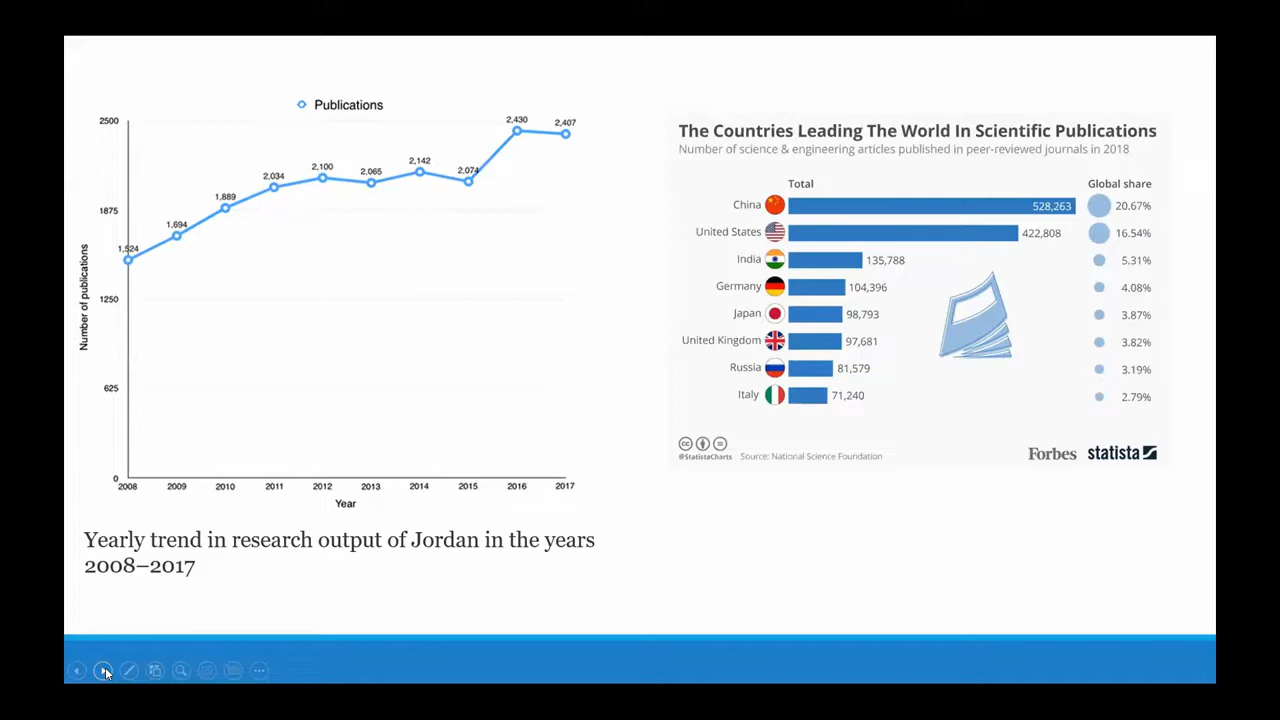 Publications
2500
1875
1250
625
0
Number of publications
1,524
1,694
1,889
2,034
2,100
2,065
2,142
2,074
2,430
2,407
2008 2009 2010 2011 2012 2013 2014 2015 2016 2017
Year
Yearly trend in research output of Jordan in the years
2008–2017
The Countries Leading The World In Scientific Publications
Number of science & engineering articles published in peer-reviewed journals in 2018
Total Global share
China 528,263 20.67%
United States 422,808 16.54%
India 135,788 5.31%
Germany 104,396 4.08%
Japan 98,793 3.87%
United Kingdom 97,681 3.82%
Russia 81,579 3.19%
Italy 71,240 2.79%
cc
@StatistaCharts Source: National Science Foundation
Forbes statista